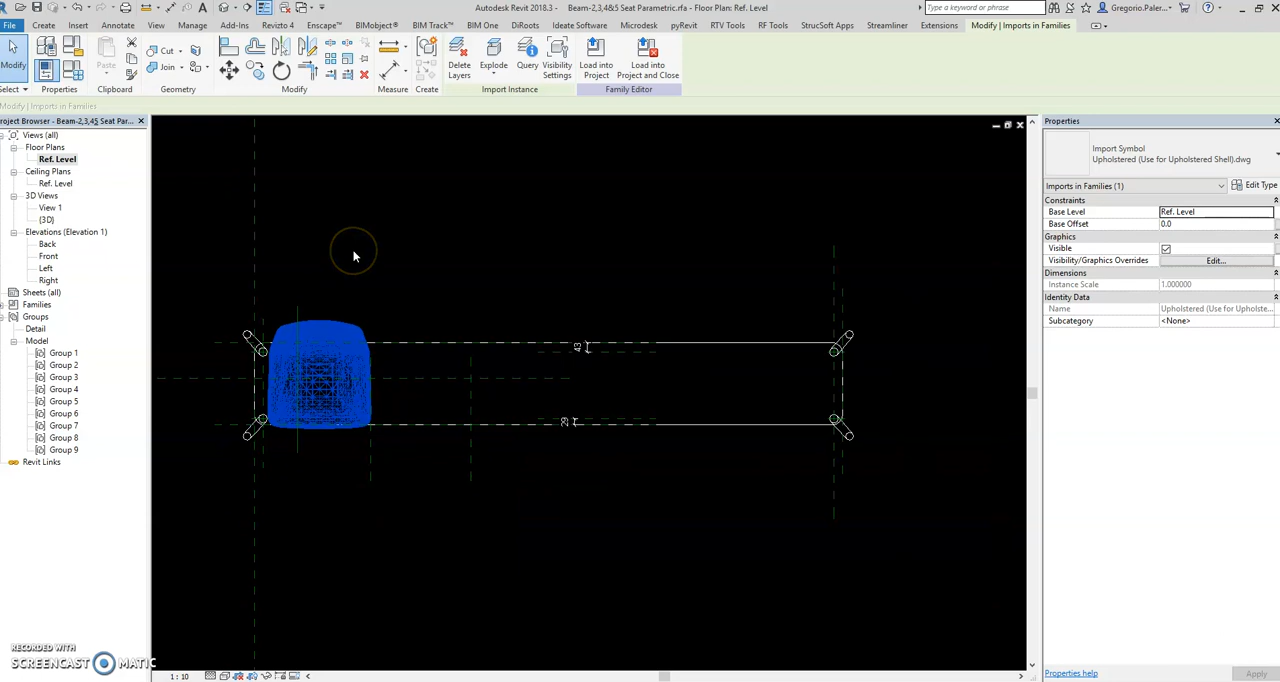 Autodesk Revit 2018.3 - Beam-2,3,4&5 Seat Parametric.rfa - Floor Plan: Ref. Level
Type a keyword or phrase
Gregorio.Paler...
File Create Insert Annotate View Manage Add-Ins Revizto 4 Enscape™ BIMobject® BIM Track™ BIM One DiRoots Ideate Software Microdesk pyRevit RTV Tools RF Tools StrucSoft Apps Streamliner Extensions Modify | Imports in Families
Modify Paste Cut Join
Delete Layers Explode Query Visibility Settings Load into Project Load into Project and Close
Select Properties Clipboard Geometry Modify Measure Create Import Instance Family Editor
Modify | Imports in Families
roject Browser - Beam-2,3,45 Seat Par...
Views (all)
Floor Plans
Ref. Level
Ceiling Plans
Ref. Level
3D Views
View 1
{3D}
Elevations (Elevation 1)
Back
Front
Left
Right
Sheets (all)
Families
Groups
Detail
Model
Group 1
Group 2
Group 3
Group 4
Group 5
Group 6
Group 7
Group 8
Group 9
Revit Links
43
29
Properties
Import Symbol
Upholstered (Use for Upholstered Shell).dwg
Imports in Families (1)
Edit Type
Constraints
Base Level Ref. Level
Base Offset 0.0
Graphics
Visible
Visibility/Graphics Overrides Edit...
Dimensions
Instance Scale 1.000000
Identity Data
Name Upholstered (Use for Upholste...
Subcategory <None>
Properties help
Apply
1 : 10
RECORDED WITH
SCREENCAST MATIC